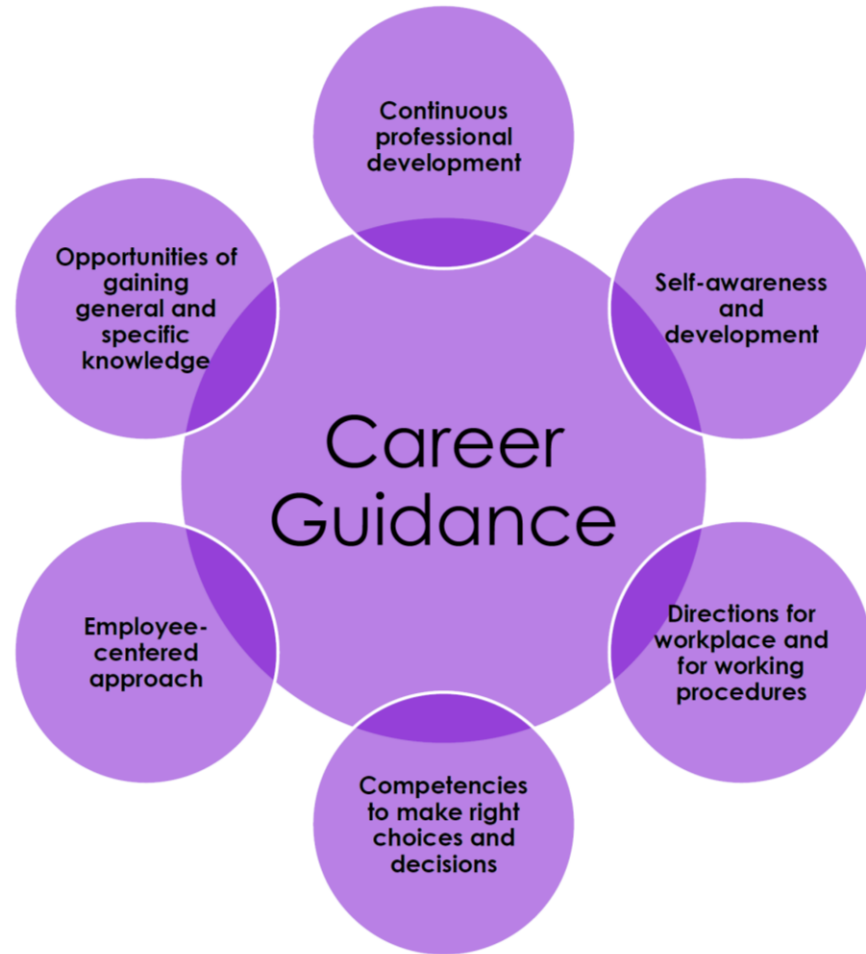 Continuous
professional
development
Self-awareness
and
development
Directions for
workplace and
for working
procedures
Competencies
to make right
choices and
decisions
Employee-
centered
approach
Opportunities of
gaining
general and
specific
knowledge
Career
Guidance